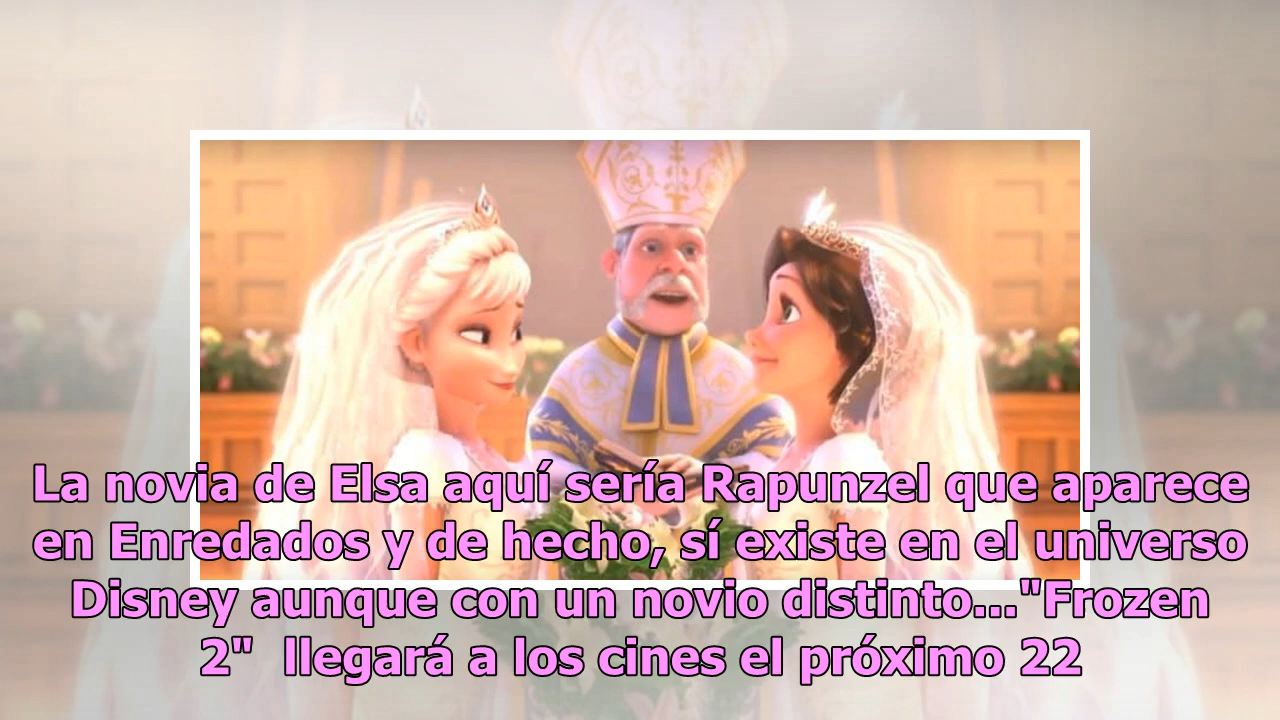 La novia de Elsa aquí sería Rapunzel que aparece
en Enredados y de hecho, sí existe en el universo
Disney aunque con un novio distinto..."Frozen
2"  llegará a los cines el próximo 22